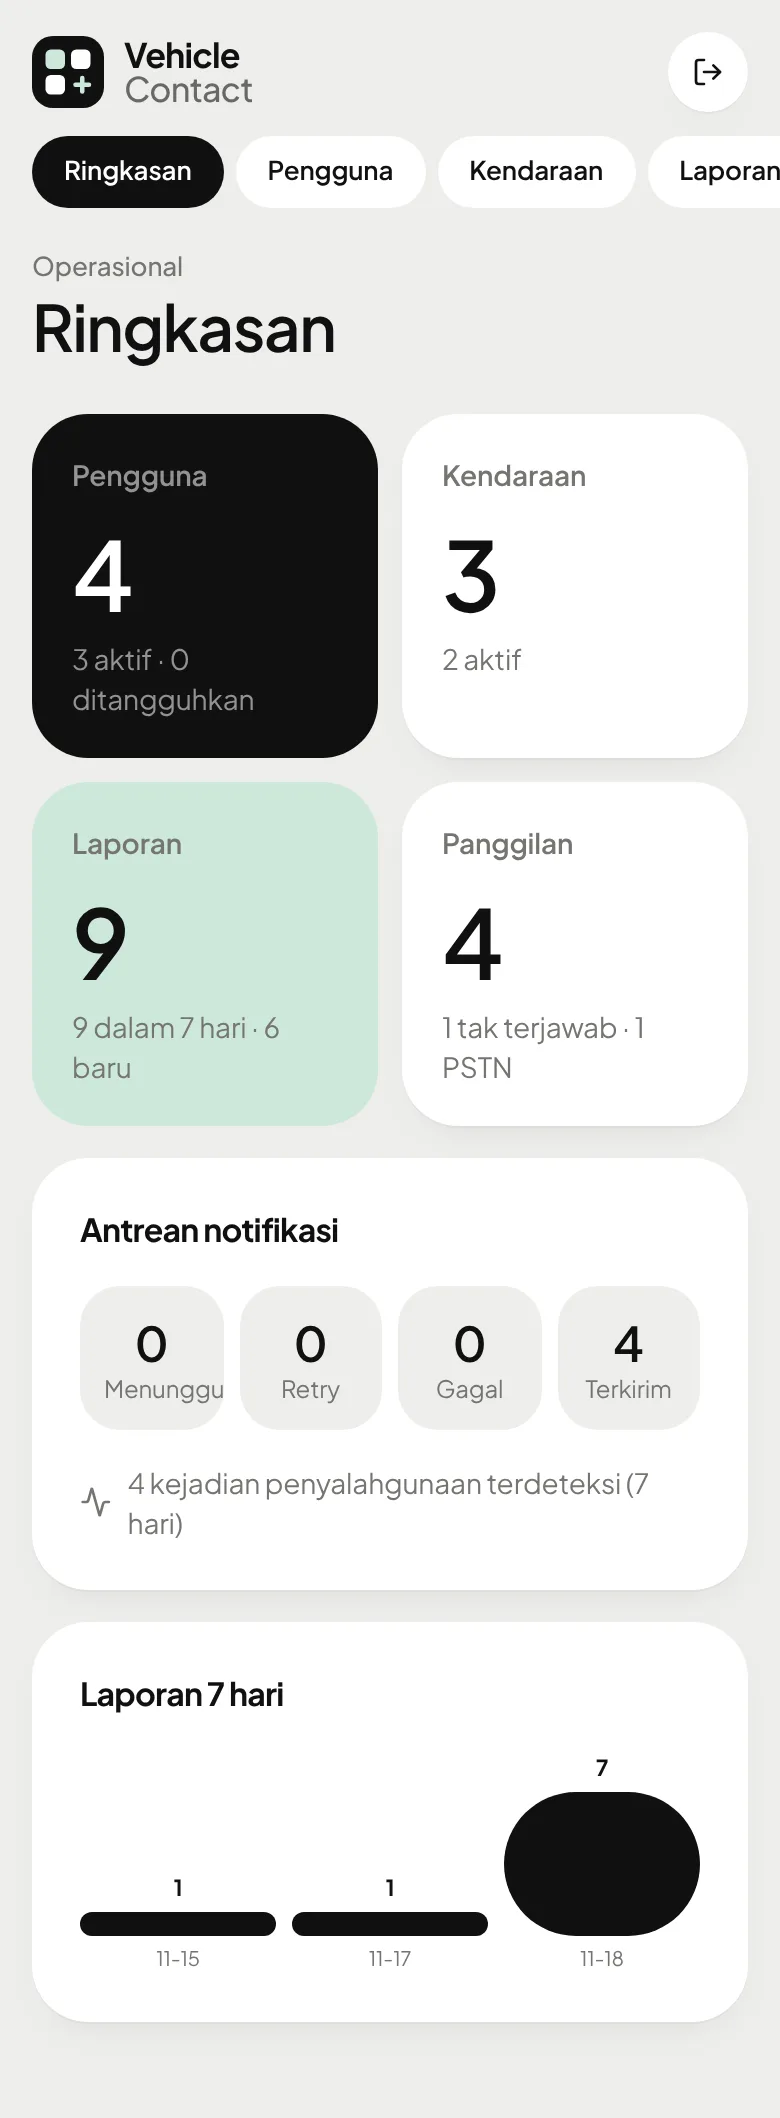 Vehicle
Contact
Ringkasan
Pengguna
Kendaraan
Laporan
Operasional
Ringkasan
Pengguna
4
3 aktif · 0
ditangguhkan
Kendaraan
3
2 aktif
Laporan
9
9 dalam 7 hari · 6
baru
Panggilan
4
1 tak terjawab · 1
PSTN
Antrean notifikasi
0
Menunggu
0
Retry
0
Gagal
4
Terkirim
4 kejadian penyalahgunaan terdeteksi (7
hari)
Laporan 7 hari
1
11-15
1
11-17
7
11-18